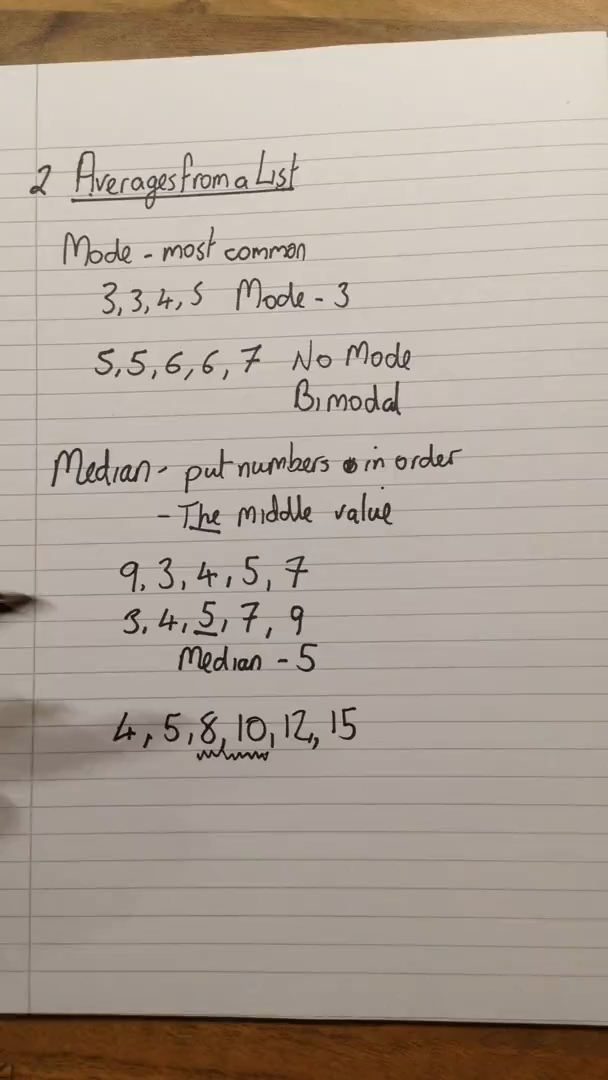 2 Averages from a List
Mode - most common
3, 3, 4, 5 Mode - 3
5, 5, 6, 6, 7 No Mode
Bimodal
Median - put numbers in order
- The middle value
9, 3, 4, 5, 7
3, 4, 5, 7, 9
Median - 5
4, 5, 8, 10, 12, 15